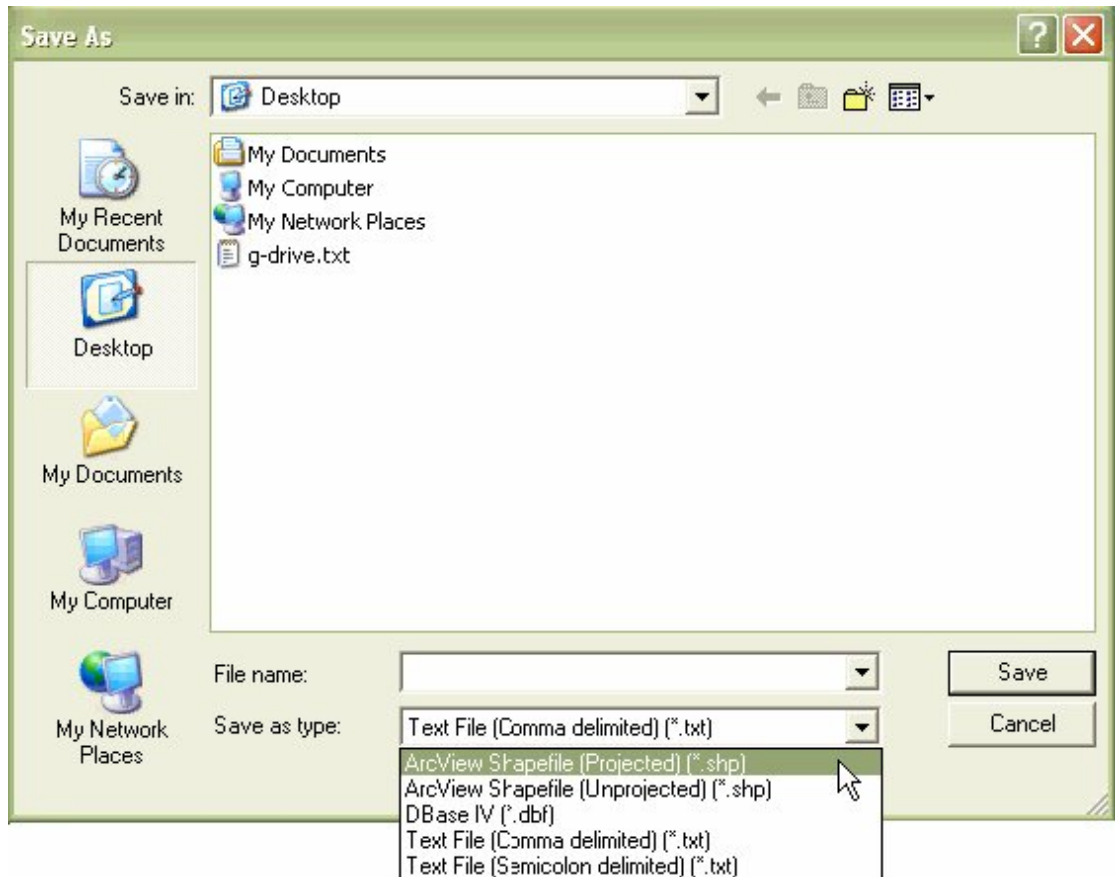 Save As
Save in:
Desktop
My Recent
Documents
Desktop
My Documents
My Computer
My Network
Places
My Documents
My Computer
My Network Places
g-drive.txt
File name:
Save
Save as type:
Text File (Comma delimited) (*.txt)
Cancel
ArcView Shapefile (Projected) (*.shp)
ArcView Shapefile (Unprojected) (*.shp)
DBase IV (*.dbf)
Text File (Comma delimited) (*.txt)
Text File (Semicolon delimited) (*.txt)